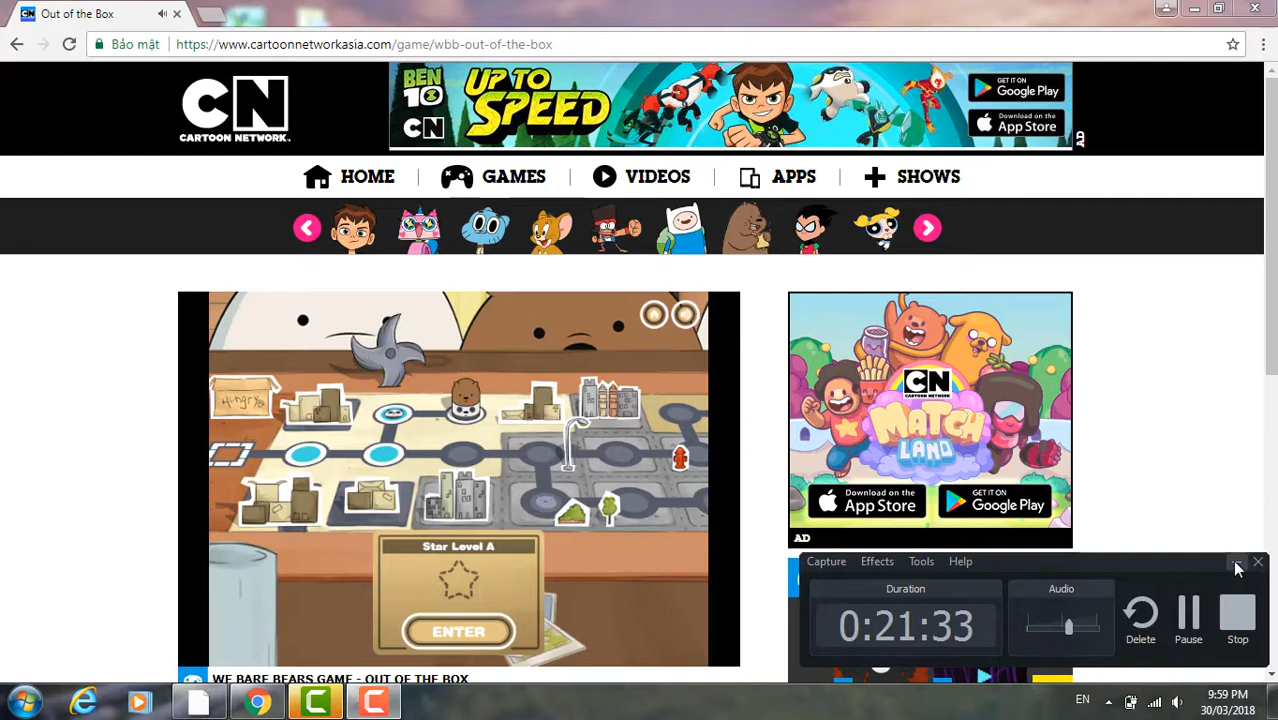 Out of the Box
Bảo mật
https://www.cartoonnetworkasia.com/game/wbb-out-of-the-box
CN
CARTOON NETWORK.
BEN 10
CN
UP TO SPEED
GET IT ON
Google Play
Download on the
App Store
AD
HOME
GAMES
VIDEOS
APPS
SHOWS
Hungry
Star Level A
ENTER
CN
MATCH LAND
Download on the
App Store
GET IT ON
Google Play
AD
Capture Effects Tools Help
Duration
0:21:33
Audio
Delete
Pause
Stop
WE BARE BEARS GAME - OUT OF THE BOX
EN
9:59 PM
30/03/2018